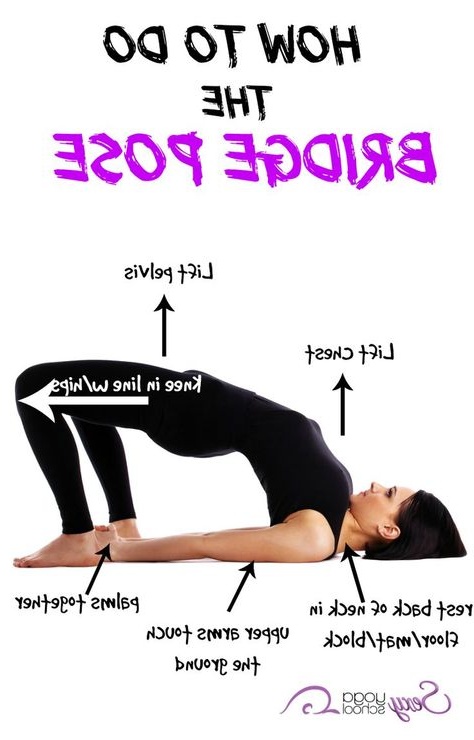 HOW TO DO
THE
BRIDGE POSE
Lift pelvis
Lift chest
Knee in line w/hips
palms together
upper arms touch
the ground
rest back of neck in
floor/mat/block
Sexy yoga
school